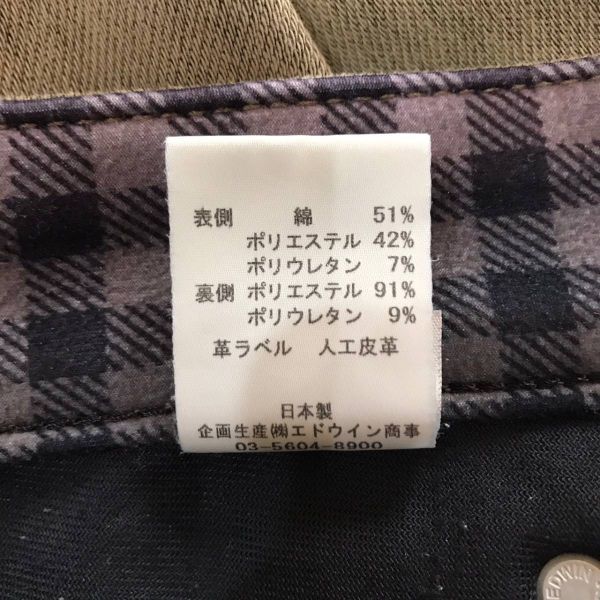 表側 綿 51%
ポリエステル 42%
ポリウレタン 7%
裏側 ポリエステル 91%
ポリウレタン 9%
革ラベル 人工皮革
日本製
企画生産㈱エドウイン商事
03-5604-8900
EDWIN